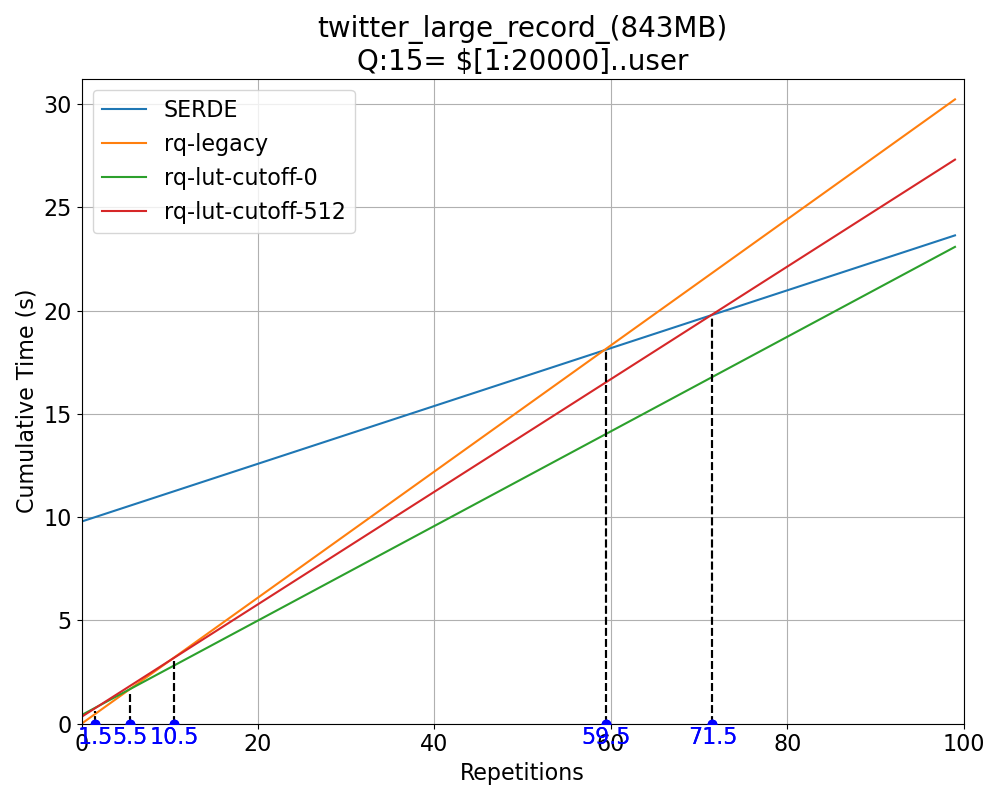 twitter_large_record_(843MB)
Q:15= $[1:20000]..user
SERDE
rq-legacy
rq-lut-cutoff-0
rq-lut-cutoff-512
Cumulative Time (s)
30
25
20
15
10
5
0
0 20 40 60 80 100
1.5 5.5 10.5 59.5 71.5
Repetitions